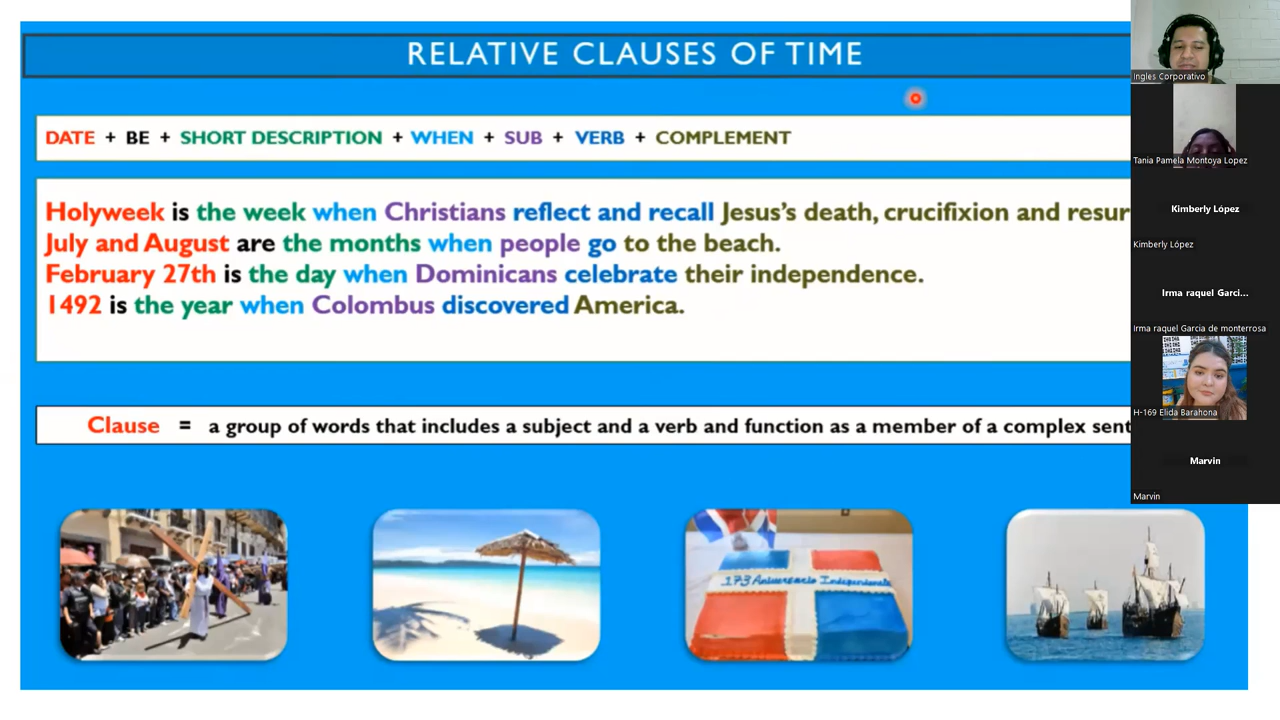 RELATIVE CLAUSES OF TIME
DATE + BE + SHORT DESCRIPTION + WHEN + SUB + VERB + COMPLEMENT
Holyweek is the week when Christians reflect and recall Jesus's death, crucifixion and resur
July and August are the months when people go to the beach.
February 27th is the day when Dominicans celebrate their independence.
1492 is the year when Colombus discovered America.
Clause = a group of words that includes a subject and a verb and function as a member of a complex sent
173 Aniversario Independencia
Ingles Corporativo
Tania Pamela Montoya Lopez
Kimberly López
Kimberly López
Irma raquel Garci...
Irma raquel Garcia de monterrosa
H-169 Elida Barahona
Marvin
Marvin